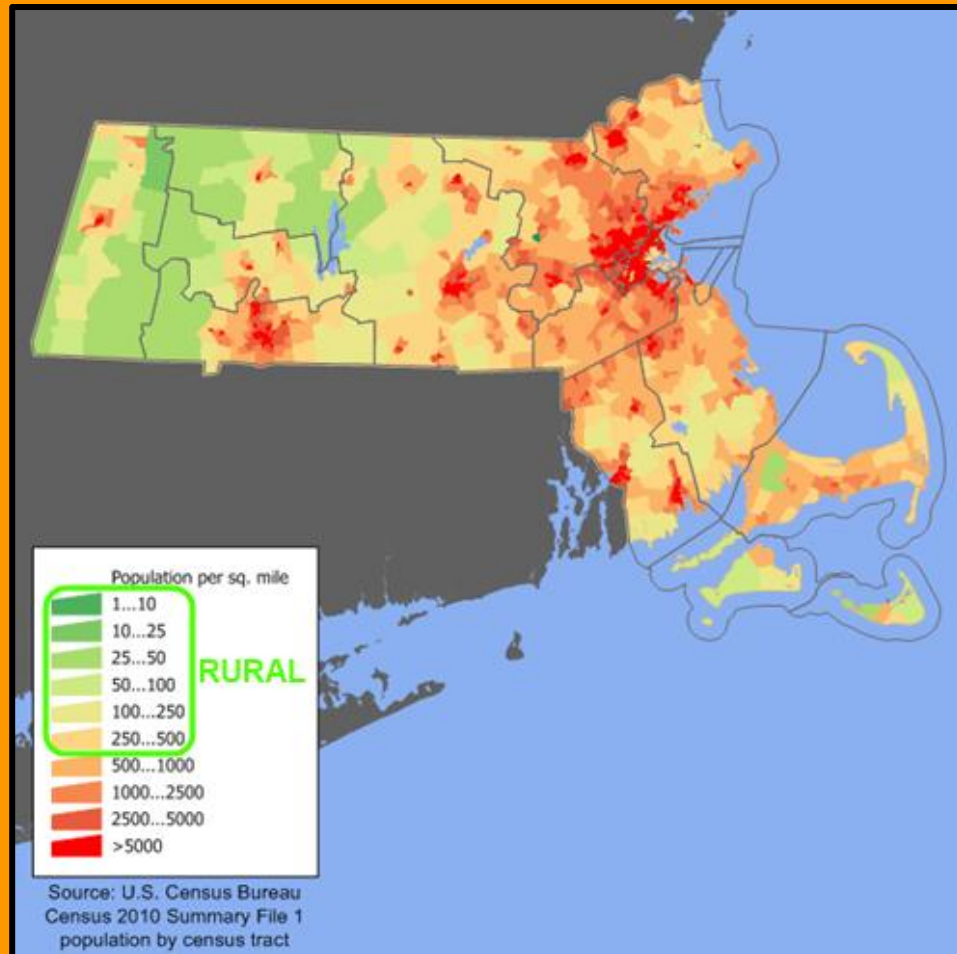 Population per sq. mile
1...10
10...25
25...50
50...100
100...250
250...500
500...1000
1000...2500
2500...5000
>5000
RURAL
Source: U.S. Census Bureau
Census 2010 Summary File 1
population by census tract